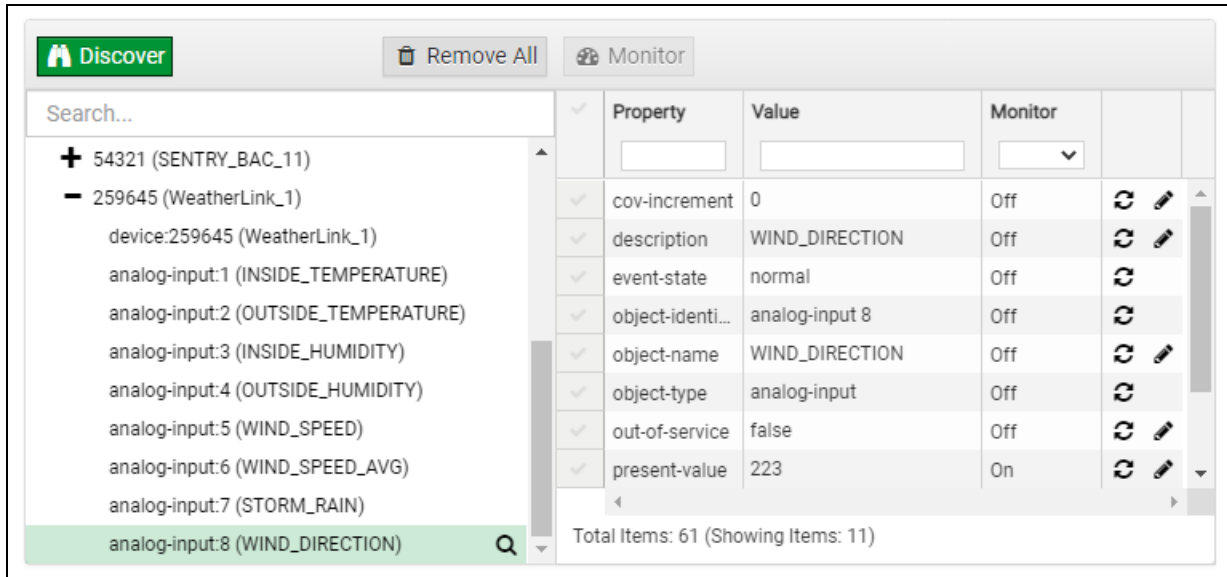 Discover Remove All Monitor
Search...
54321 (SENTRY_BAC_11)
259645 (WeatherLink_1)
device:259645 (WeatherLink_1)
analog-input:1 (INSIDE_TEMPERATURE)
analog-input:2 (OUTSIDE_TEMPERATURE)
analog-input:3 (INSIDE_HUMIDITY)
analog-input:4 (OUTSIDE_HUMIDITY)
analog-input:5 (WIND_SPEED)
analog-input:6 (WIND_SPEED_AVG)
analog-input:7 (STORM_RAIN)
analog-input:8 (WIND_DIRECTION)
Property Value Monitor
cov-increment 0 Off
description WIND_DIRECTION Off
event-state normal Off
object-identi... analog-input 8 Off
object-name WIND_DIRECTION Off
object-type analog-input Off
out-of-service false Off
present-value 223 On
Total Items: 61 (Showing Items: 11)